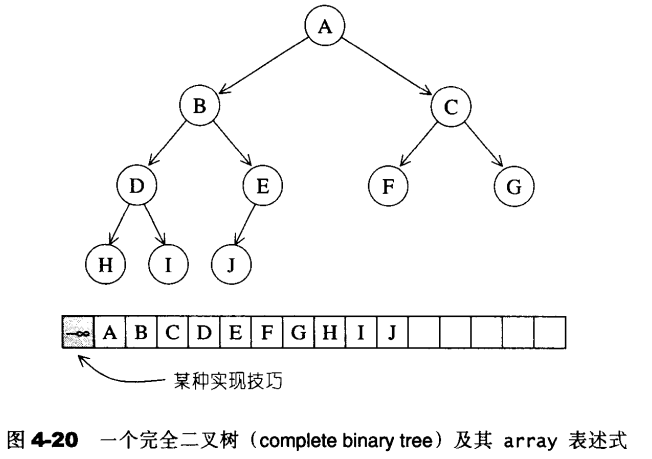 A
B C
D E F G
H I J
-∞ A B C D E F G H I J
某种实现技巧
图 4-20 一个完全二叉树（complete binary tree）及其 array 表述式